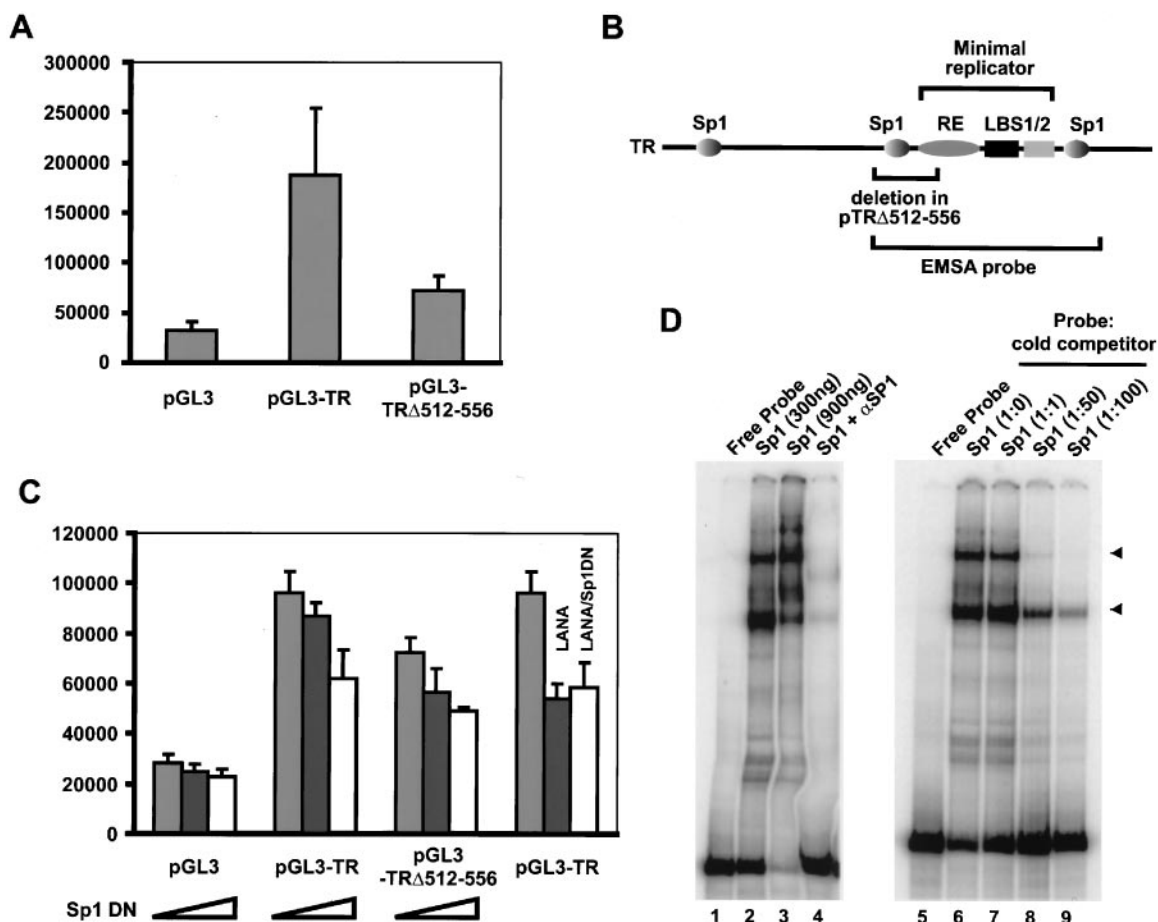 A
300000
250000
200000
150000
100000
50000
0
pGL3
pGL3-TR
pGL3-
TRΔ512-556
B
Minimal
replicator
Sp1
Sp1
RE
LBS1/2
Sp1
TR
deletion in
pTRΔ512-556
EMSA probe
C
120000
100000
80000
60000
40000
20000
0
LANA
LANA/Sp1DN
pGL3
pGL3-TR
pGL3
-TRΔ512-556
pGL3-TR
Sp1 DN
D
Probe:
cold competitor
Free Probe
Sp1 (300ng)
Sp1 (900ng)
Sp1 + αSP1
Free Probe
Sp1 (1:0)
Sp1 (1:1)
Sp1 (1:50)
Sp1 (1:100)
1 2 3 4
5 6 7 8 9